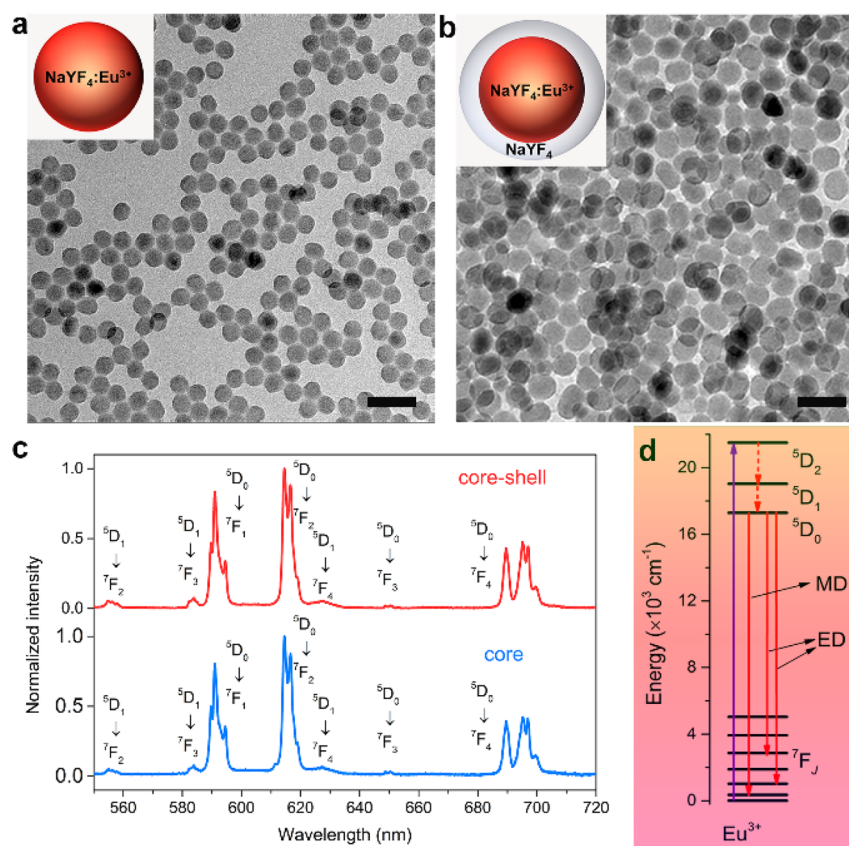 a
NaYF₄:Eu³⁺
b
NaYF₄:Eu³⁺
NaYF₄
c
Normalized intensity
1.0
0.5
0.0
core-shell
⁵D₁
↓
⁷F₂
⁵D₁
↓
⁷F₃
⁵D₀
↓
⁷F₁
⁵D₀
↓
⁷F₂
⁵D₁
↓
⁷F₄
⁵D₀
↓
⁷F₃
⁵D₀
↓
⁷F₄
1.0
0.5
0.0
core
⁵D₁
↓
⁷F₂
⁵D₁
↓
⁷F₃
⁵D₀
↓
⁷F₁
⁵D₀
↓
⁷F₂
⁵D₁
↓
⁷F₄
⁵D₀
↓
⁷F₃
⁵D₀
↓
⁷F₄
560 580 600 620 640 660 680 700 720
Wavelength (nm)
d
Energy (×10³ cm⁻¹)
20
16
12
8
4
0
⁵D₂
⁵D₁
⁵D₀
MD
ED
⁷F_J
Eu³⁺